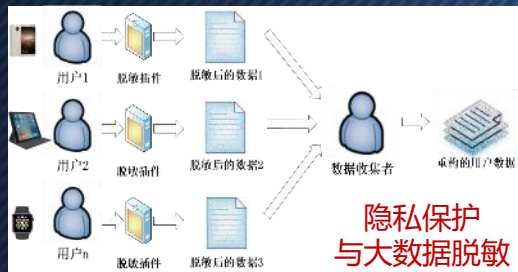 用户1
脱敏插件
脱敏后的数据1
用户2
脱敏插件
脱敏后的数据2
数据收集者
重构的用户数据
用户n
脱敏插件
脱敏后的数据3
隐私保护
与大数据脱敏